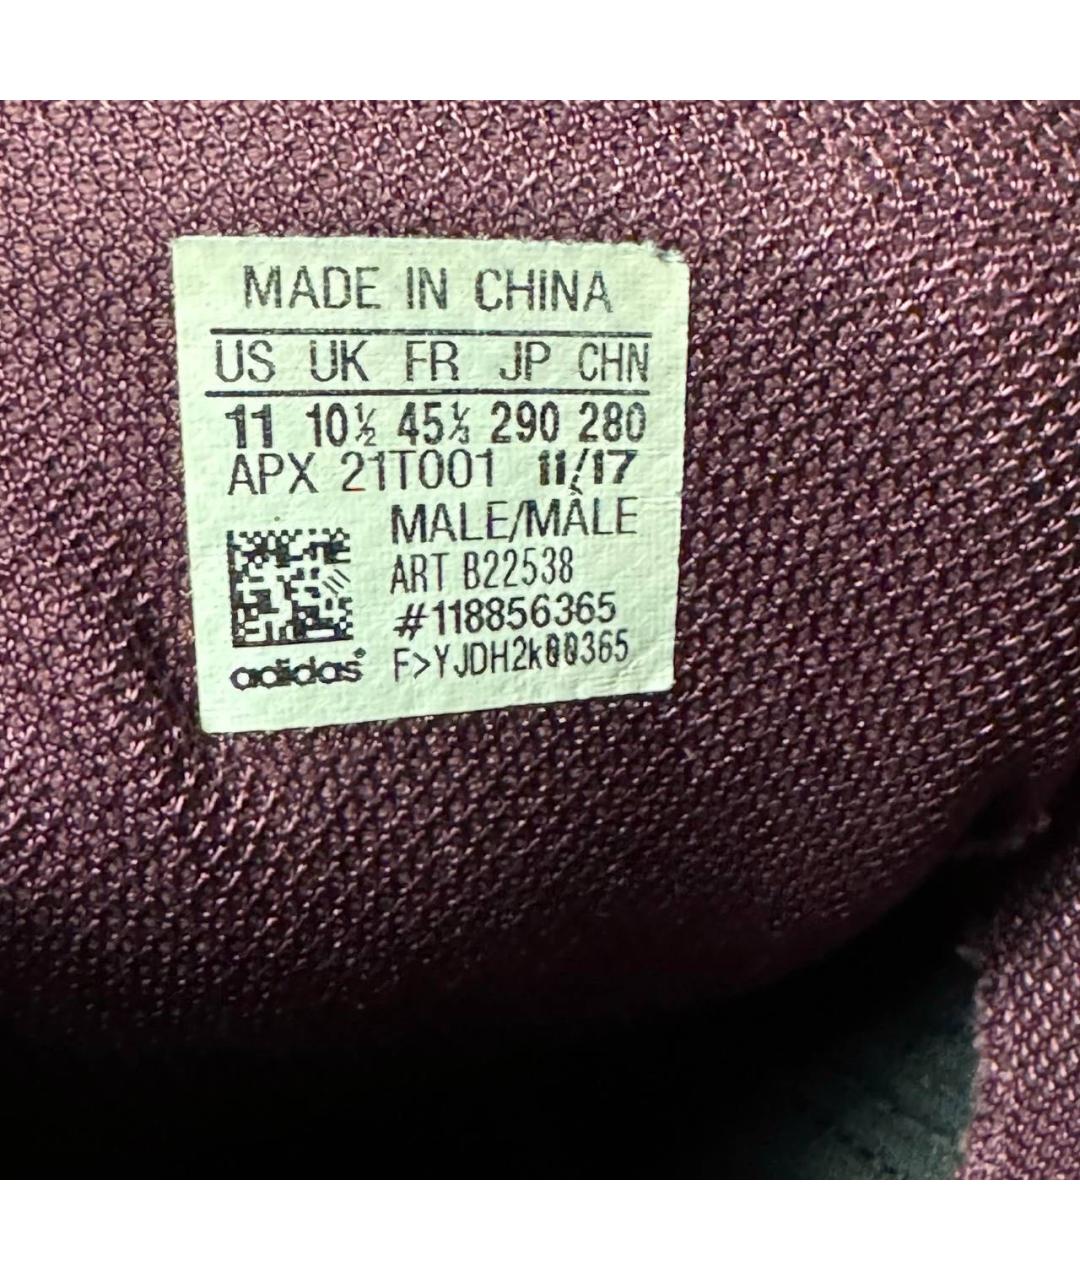 MADE IN CHINA
US UK FR JP CHN
11 10½ 45⅓ 290 280
APX 21T001 11/17
MALE/MÂLE
ART B22538
#118856365
F>YJDH2k00365
adidas®